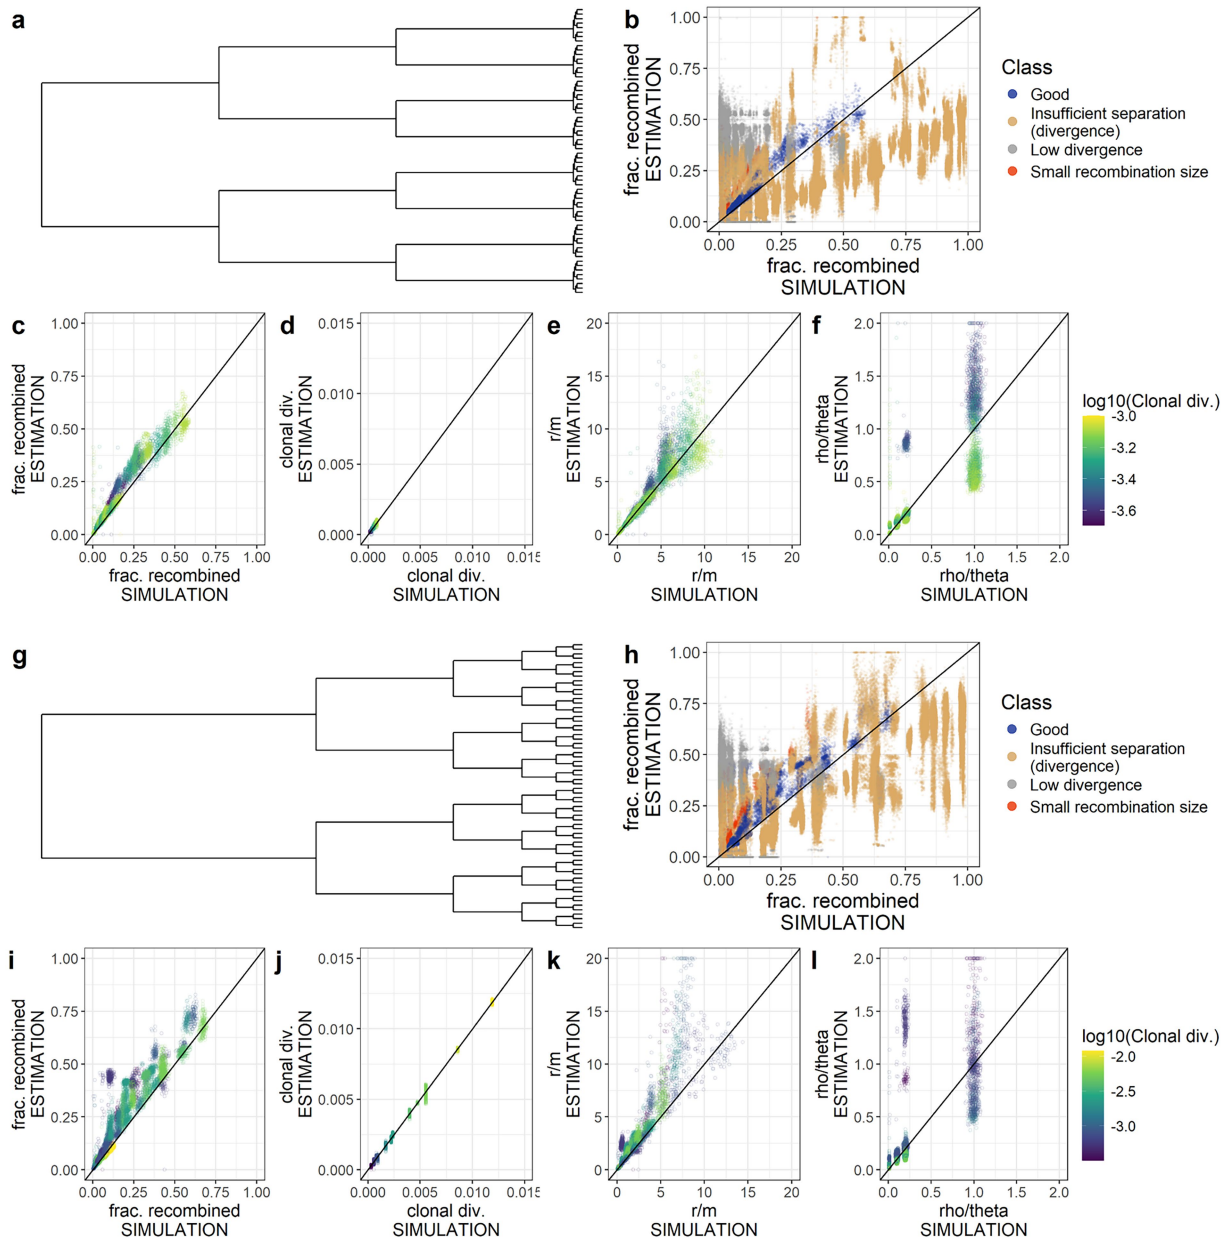 a
b
1.00
0.75
0.50
0.25
0.00
frac. recombined
ESTIMATION
0.00
0.25
0.50
0.75
1.00
frac. recombined
SIMULATION
Class
Good
Insufficient separation
(divergence)
Low divergence
Small recombination size
c
1.00
0.75
0.50
0.25
0.00
frac. recombined
ESTIMATION
0.00
0.25
0.50
0.75
1.00
frac. recombined
SIMULATION
d
0.015
0.010
0.005
0.000
clonal div.
ESTIMATION
0.000
0.005
0.010
0.015
clonal div.
SIMULATION
e
20
15
10
5
0
r/m
ESTIMATION
0
5
10
15
20
r/m
SIMULATION
f
2.0
1.5
1.0
0.5
0.0
rho/theta
ESTIMATION
0.0
0.5
1.0
1.5
2.0
rho/theta
SIMULATION
log10(Clonal div.)
-3.0
-3.2
-3.4
-3.6
g
h
1.00
0.75
0.50
0.25
0.00
frac. recombined
ESTIMATION
0.00
0.25
0.50
0.75
1.00
frac. recombined
SIMULATION
Class
Good
Insufficient separation
(divergence)
Low divergence
Small recombination size
i
1.00
0.75
0.50
0.25
0.00
frac. recombined
ESTIMATION
0.00
0.25
0.50
0.75
1.00
frac. recombined
SIMULATION
j
0.015
0.010
0.005
0.000
clonal div.
ESTIMATION
0.000
0.005
0.010
0.015
clonal div.
SIMULATION
k
20
15
10
5
0
r/m
ESTIMATION
0
5
10
15
20
r/m
SIMULATION
l
2.0
1.5
1.0
0.5
0.0
rho/theta
ESTIMATION
0.0
0.5
1.0
1.5
2.0
rho/theta
SIMULATION
log10(Clonal div.)
-2.0
-2.5
-3.0